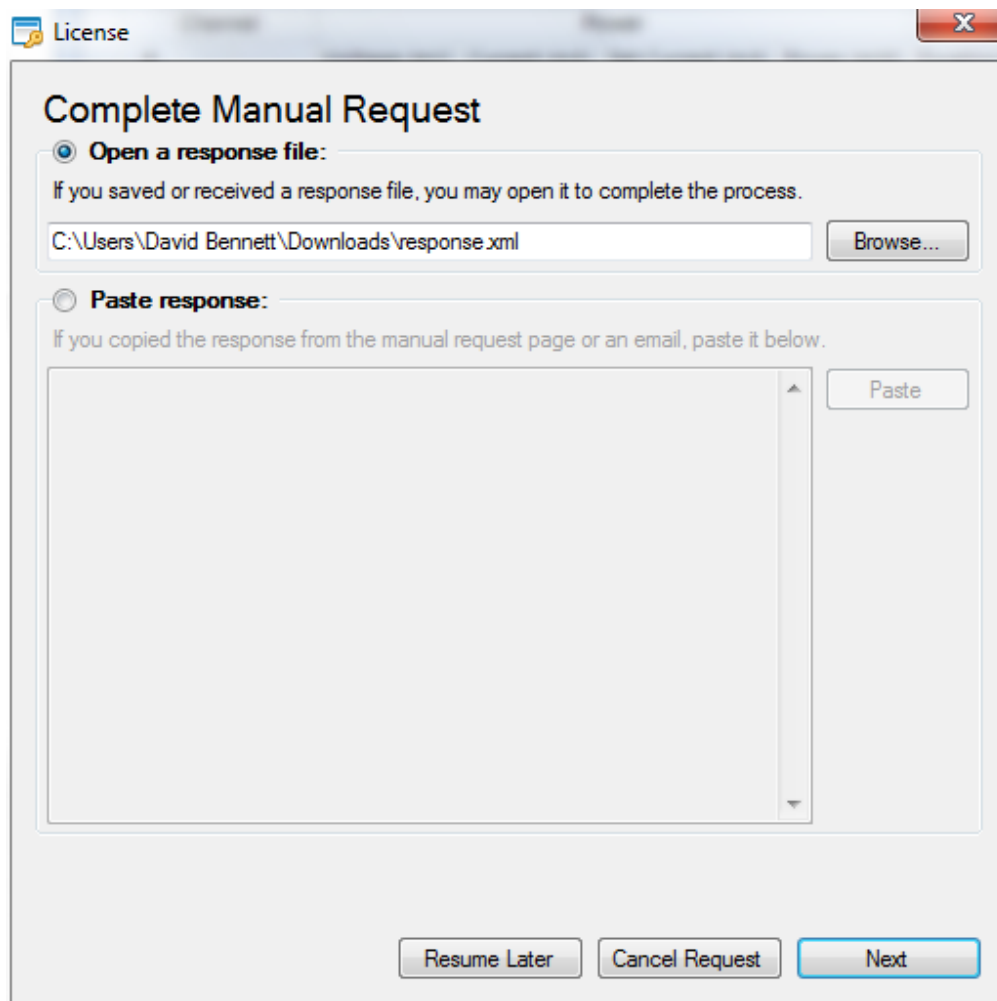 License
Complete Manual Request
Open a response file:
If you saved or received a response file, you may open it to complete the process.
C:\Users\David Bennett\Downloads\response.xml
Browse...
Paste response:
If you copied the response from the manual request page or an email, paste it below.
Paste
Resume Later
Cancel Request
Next